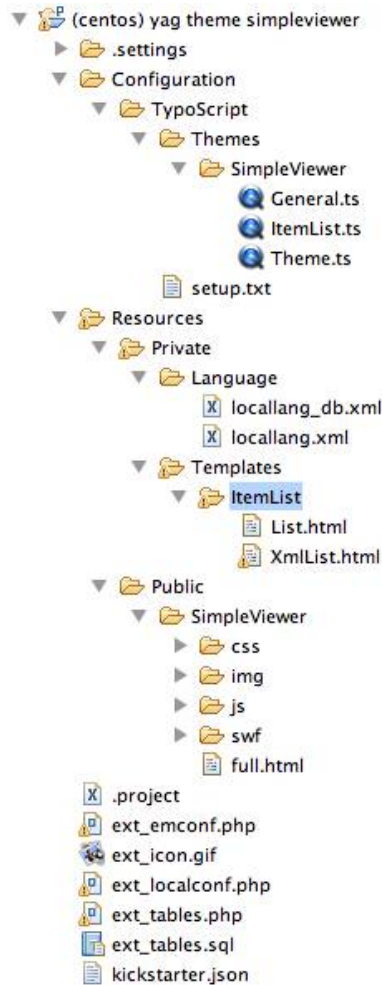 (centos) yag theme simpleviewer
.settings
Configuration
TypoScript
Themes
SimpleViewer
General.ts
ItemList.ts
Theme.ts
setup.txt
Resources
Private
Language
locallang_db.xml
locallang.xml
Templates
ItemList
List.html
XmlList.html
Public
SimpleViewer
css
img
js
swf
full.html
.project
ext_emconf.php
ext_icon.gif
ext_localconf.php
ext_tables.php
ext_tables.sql
kickstarter.json